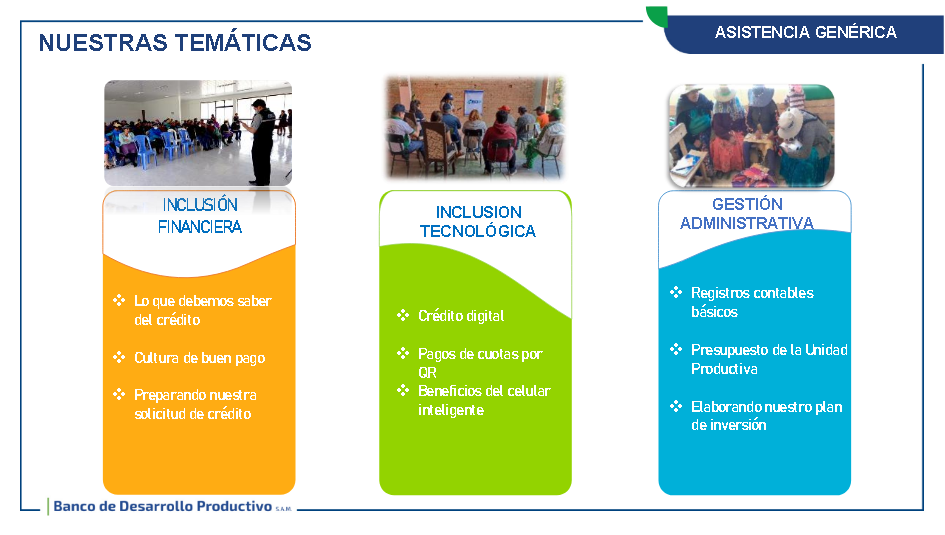 NUESTRAS TEMÁTICAS
ASISTENCIA GENÉRICA
INCLUSIÓN
FINANCIERA
❖ Lo que debemos saber
del crédito
❖ Cultura de buen pago
❖ Preparando nuestra
solicitud de crédito
INCLUSION
TECNOLÓGICA
❖ Crédito digital
❖ Pagos de cuotas por
QR
❖ Beneficios del celular
inteligente
GESTIÓN
ADMINISTRATIVA
❖ Registros contables
básicos
❖ Presupuesto de la Unidad
Productiva
❖ Elaborando nuestro plan
de inversión
Banco de Desarrollo Productivo S.A.M.